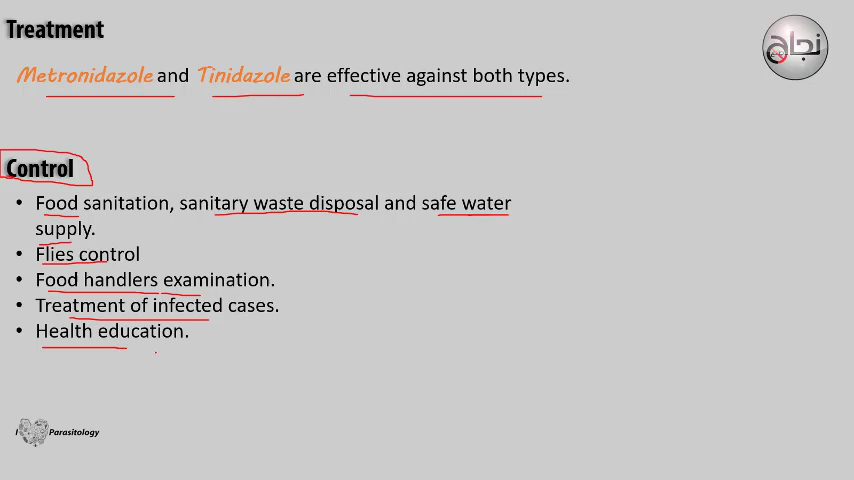 Treatment
Metronidazole and Tinidazole are effective against both types.
Control
• Food sanitation, sanitary waste disposal and safe water
supply.
• Flies control
• Food handlers examination.
• Treatment of infected cases.
• Health education.
I Parasitology